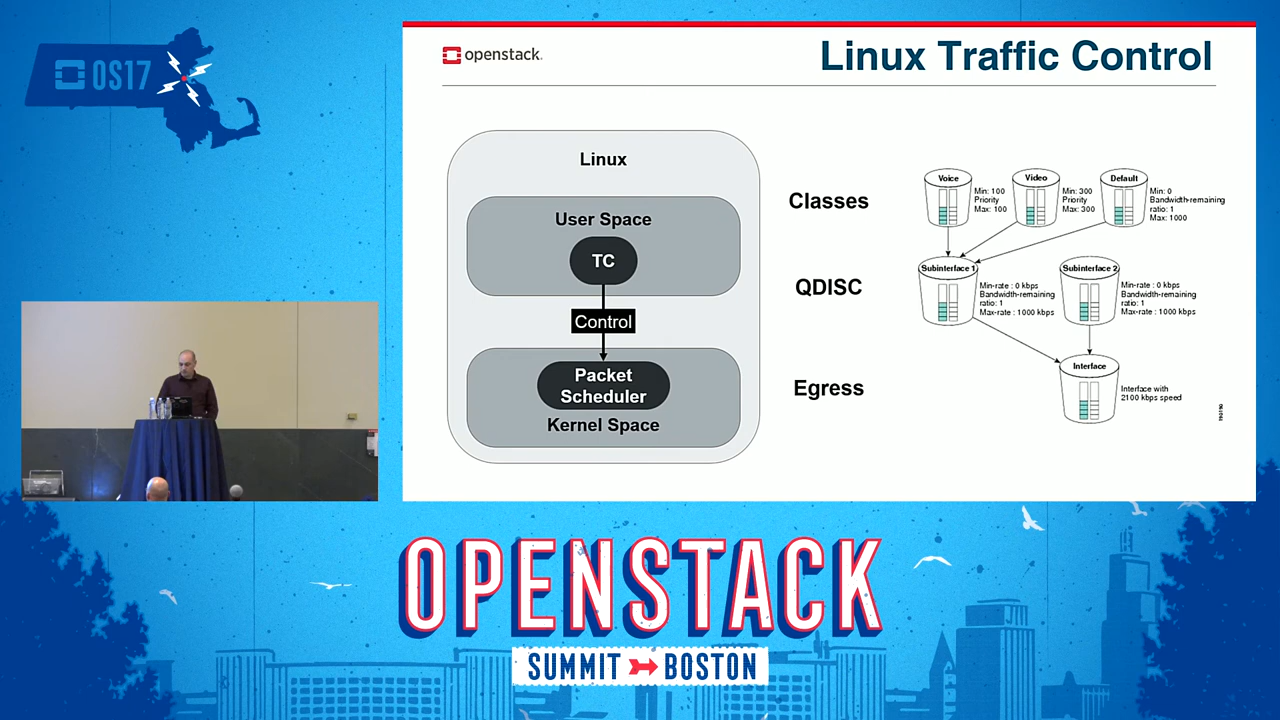 OS17
openstack.
Linux Traffic Control
Linux
User Space
TC
Control
Packet
Scheduler
Kernel Space
Classes
QDISC
Egress
Voice
Min: 100
Priority
Max: 100
Video
Min: 300
Priority
Max: 300
Default
Min: 0
Bandwidth-remaining
ratio: 1
Max: 1000
Subinterface 1
Min-rate : 0 kbps
Bandwidth-remaining
ratio: 1
Max-rate : 1000 kbps
Subinterface 2
Min-rate : 0 kbps
Bandwidth-remaining
ratio: 1
Max-rate : 1000 kbps
Interface
Interface with
2100 kbps speed
OPENSTACK
SUMMIT BOSTON